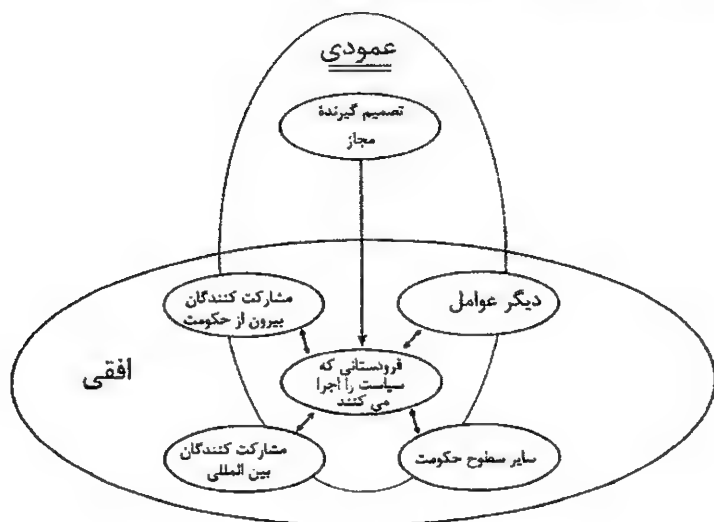 عمودی
تصمیم گیرندهٔ
مجاز
دیگر عوامل
مشارکت کنندگان
بیرون از حکومت
افقی
فرودستانی که
سیاست را اجرا
می کنند
سایر سطوح حکومت
مشارکت کنندگان
بین المللی